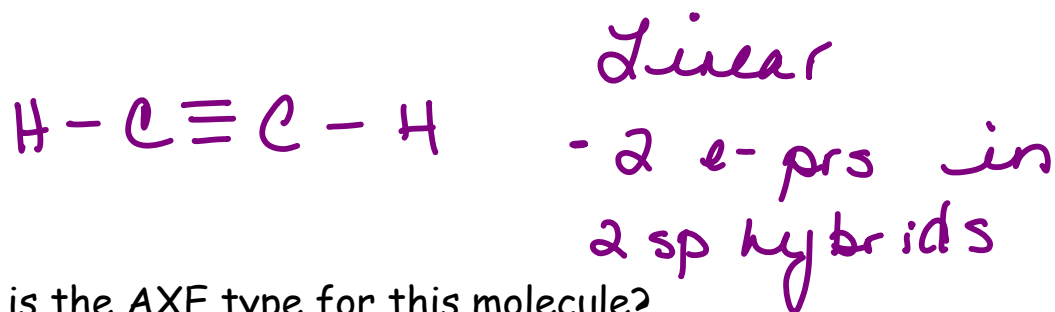 Linear
H - C ≡ C - H
- 2 e- prs in
2 sp hybrids
is the AXE type for this molecule?